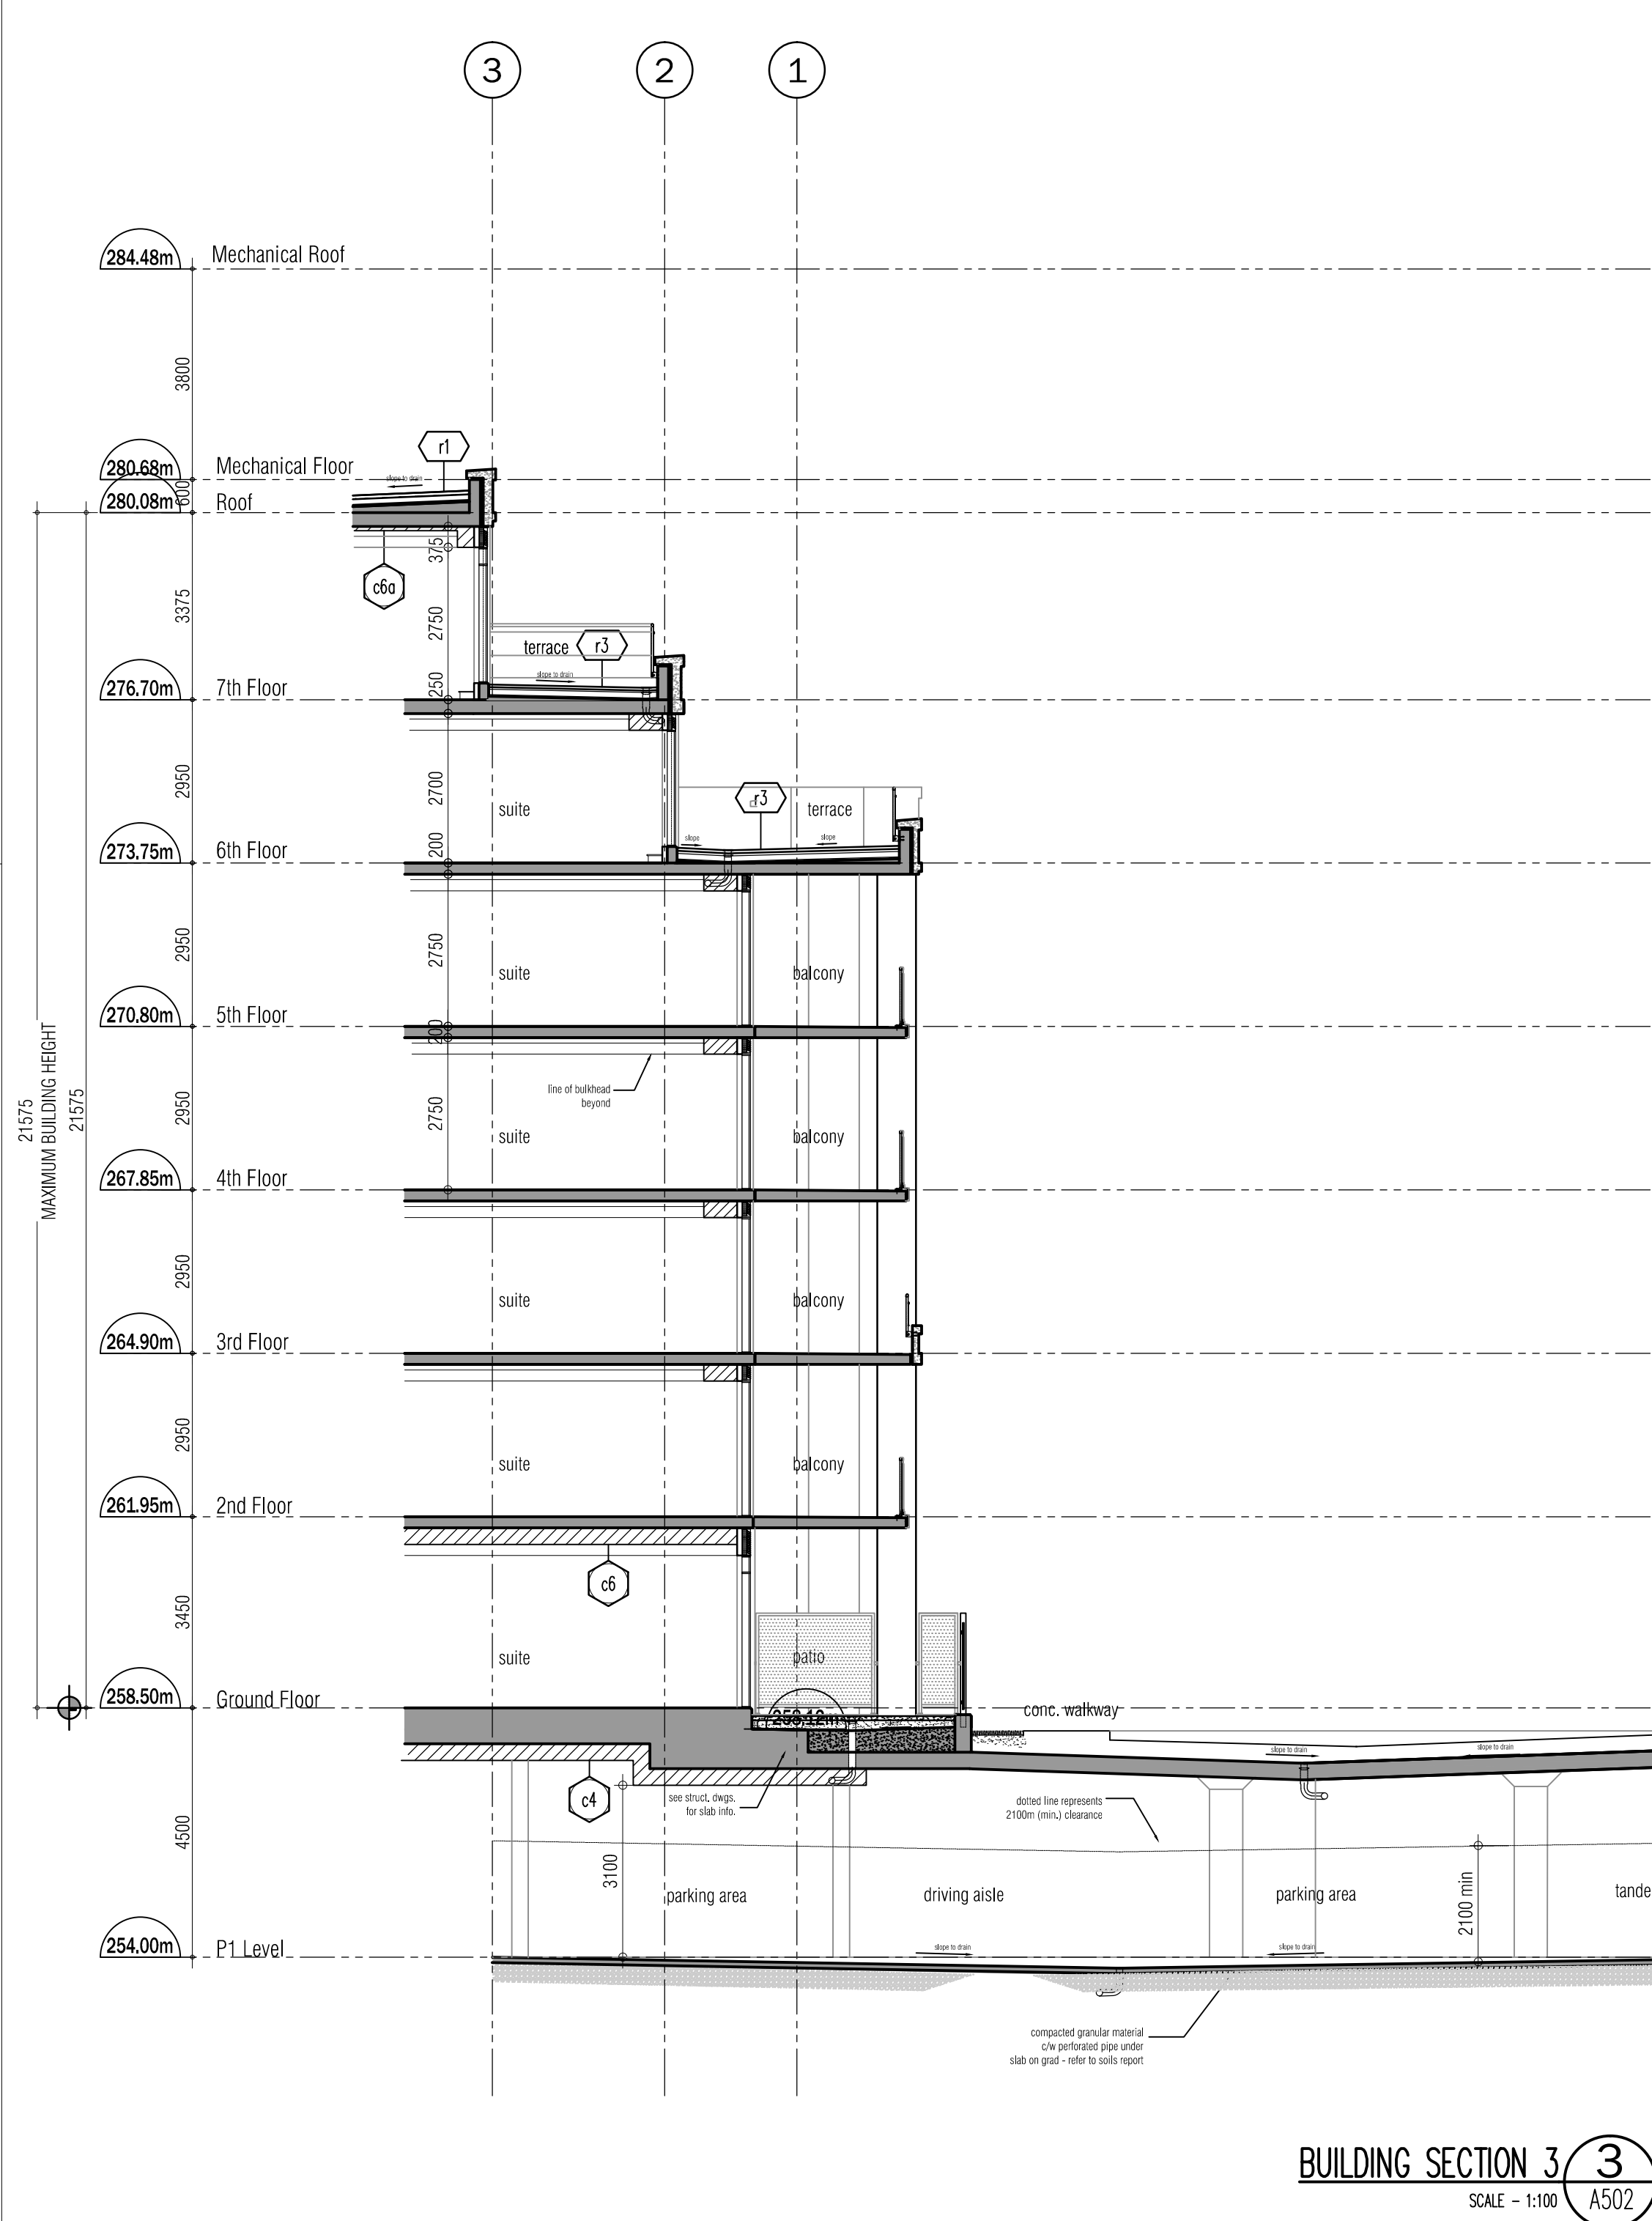 3
2
1
284.48m
Mechanical Roof
3800
r1
280.68m
Mechanical Floor
slope to drain
600
280.08m
Roof
375
c6a
3375
2750
terrace
r3
slope to drain
250
276.70m
7th Floor
2950
2700
suite
r3
terrace
slope
slope
200
273.75m
6th Floor
2950
2750
suite
balcony
270.80m
5th Floor
200
21575
MAXIMUM BUILDING HEIGHT
21575
line of bulkhead
beyond
2950
2750
suite
balcony
267.85m
4th Floor
2950
suite
balcony
264.90m
3rd Floor
2950
suite
balcony
261.95m
2nd Floor
c6
3450
suite
patio
258.50m
Ground Floor
258.12m
conc. walkway
slope to drain
slope to drain
c4
see struct. dwgs.
for slab info.
dotted line represents
2100m (min.) clearance
4500
3100
parking area
driving aisle
parking area
2100 min
tande
254.00m
P1 Level
slope to drain
slope to drain
compacted granular material
c/w perforated pipe under
slab on grad - refer to soils report
BUILDING SECTION 3
3
SCALE - 1:100
A502